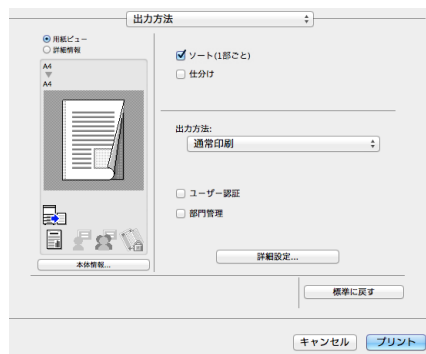 出力方法
用紙ビュー
詳細情報
A4
A4
本体情報...
ソート(1部ごと)
仕分け
出力方法:
通常印刷
ユーザー認証
部門管理
詳細設定...
標準に戻す
キャンセル
プリント